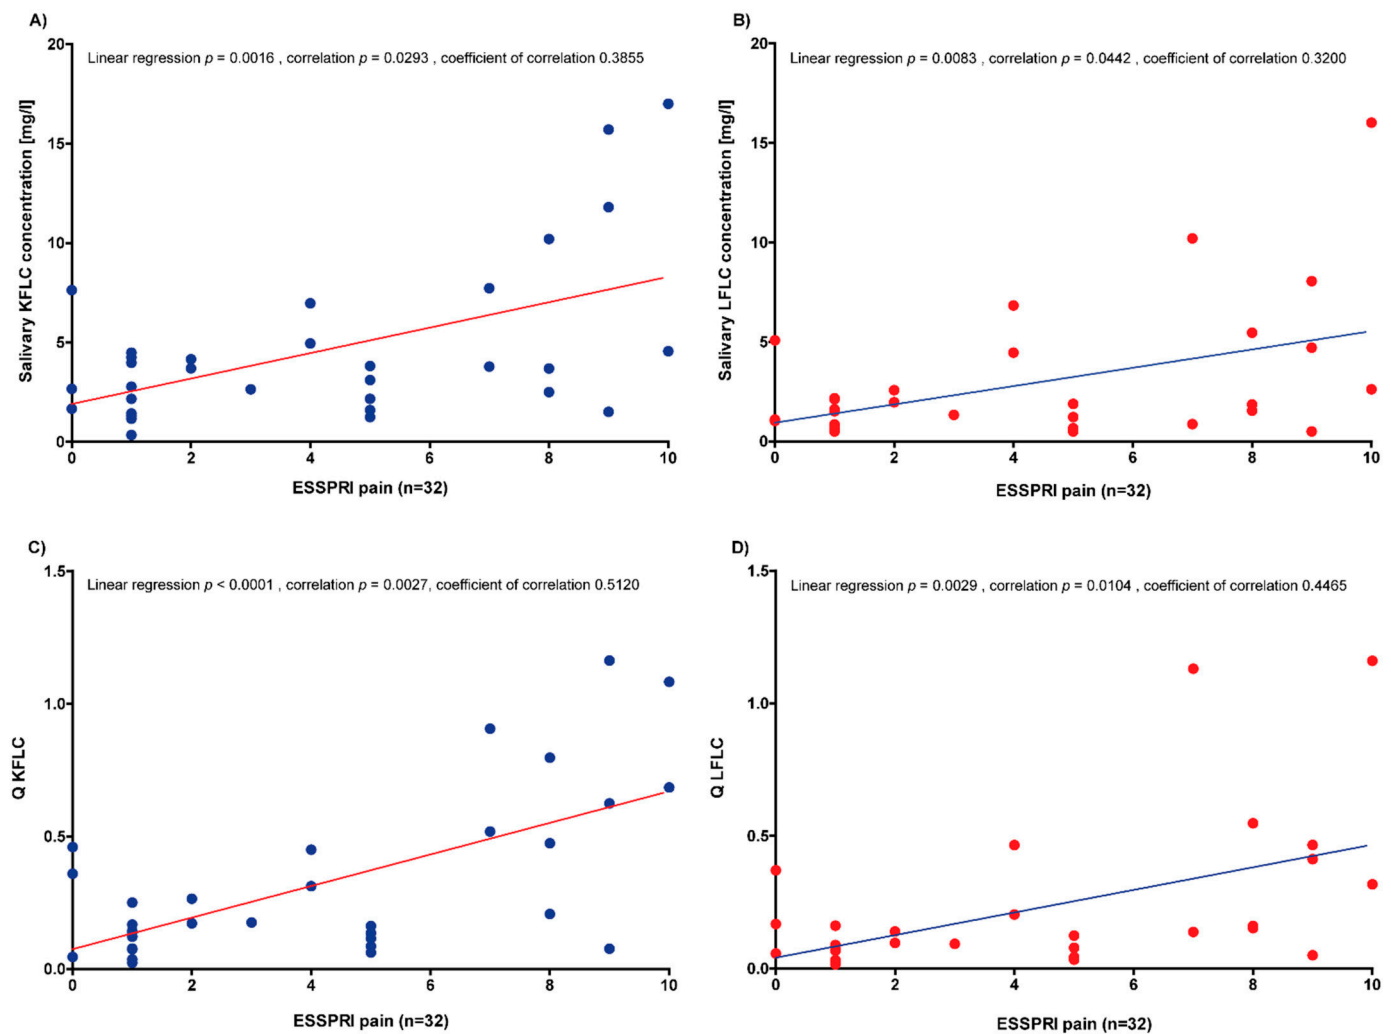 A)
Linear regression p = 0.0016 , correlation p = 0.0293 , coefficient of correlation 0.3855
Salivary KFLC concentration [mg/l]
20
15
10
5
0
0 2 4 6 8 10
ESSPRI pain (n=32)
B)
Linear regression p = 0.0083 , correlation p = 0.0442 , coefficient of correlation 0.3200
Salivary LFLC concentration [mg/l]
20
15
10
5
0
0 2 4 6 8 10
ESSPRI pain (n=32)
C)
Linear regression p < 0.0001 , correlation p = 0.0027, coefficient of correlation 0.5120
Q KFLC
1.5
1.0
0.5
0.0
0 2 4 6 8 10
ESSPRI pain (n=32)
D)
Linear regression p = 0.0029 , correlation p = 0.0104 , coefficient of correlation 0.4465
Q LFLC
1.5
1.0
0.5
0.0
0 2 4 6 8 10
ESSPRI pain (n=32)